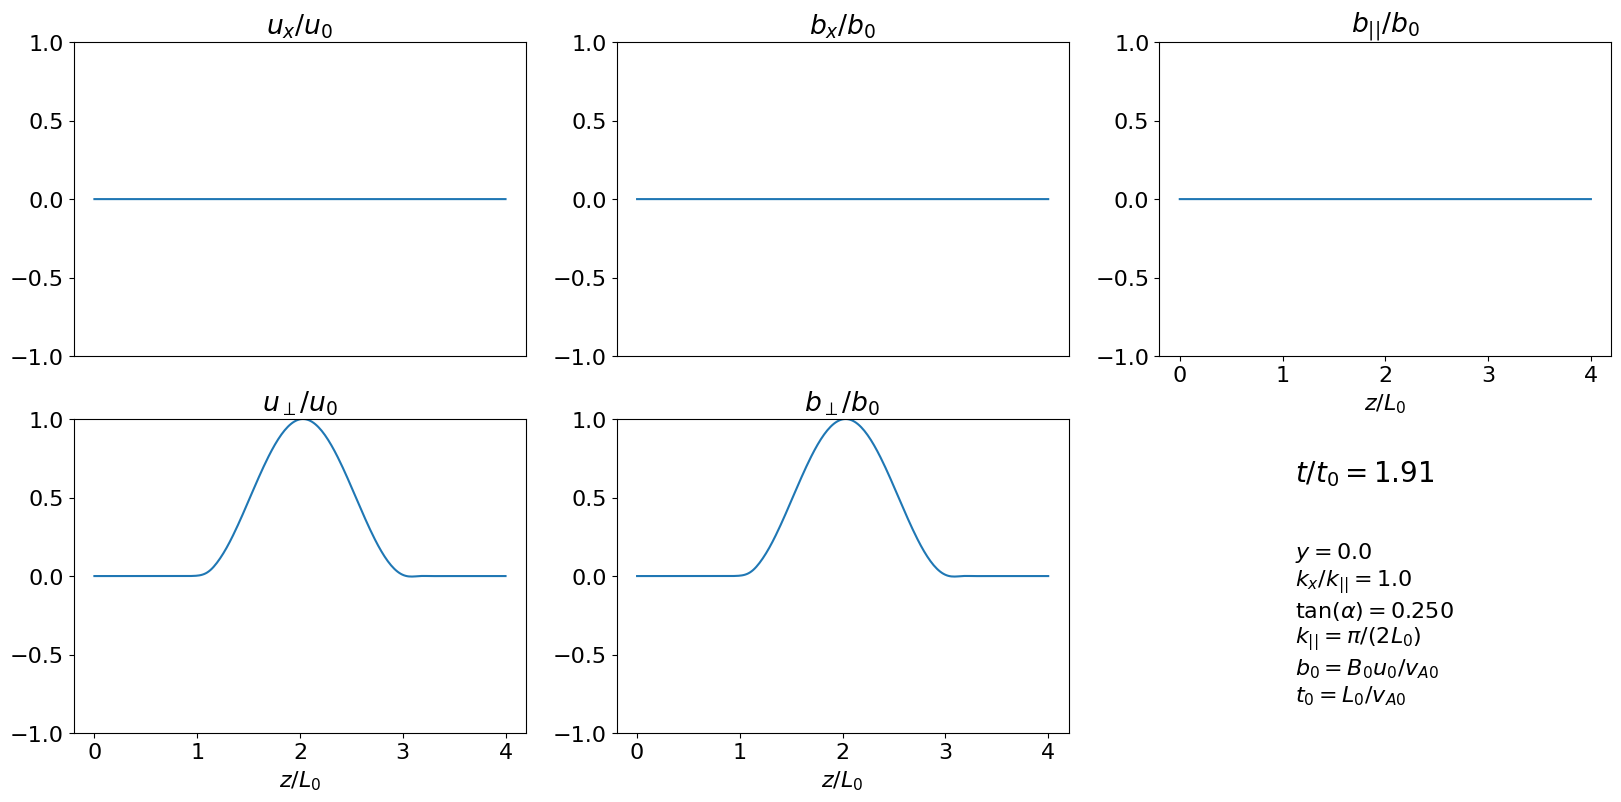 u_x/u_0
1.0
0.5
0.0
−0.5
−1.0
b_x/b_0
1.0
0.5
0.0
−0.5
−1.0
b_{||}/b_0
1.0
0.5
0.0
−0.5
−1.0
0 1 2 3 4
z/L_0
u_⊥/u_0
1.0
0.5
0.0
−0.5
−1.0
0 1 2 3 4
z/L_0
b_⊥/b_0
1.0
0.5
0.0
−0.5
−1.0
0 1 2 3 4
z/L_0
t/t_0 = 1.91
y = 0.0
k_x/k_{||} = 1.0
tan(α) = 0.250
k_{||} = π/(2L_0)
b_0 = B_0u_0/v_{A0}
t_0 = L_0/v_{A0}